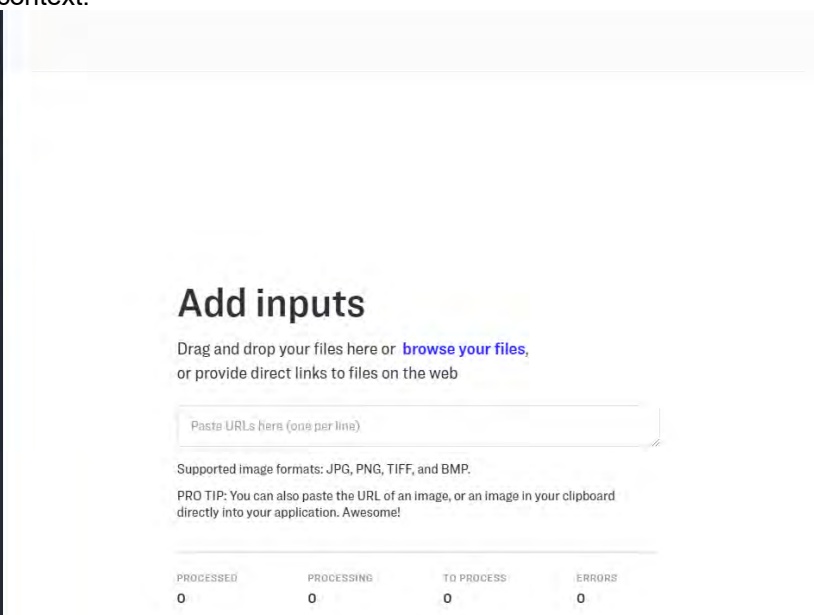 context.
Add inputs
Drag and drop your files here or browse your files,
or provide direct links to files on the web
Paste URLs here (one per line)
Supported image formats: JPG, PNG, TIFF, and BMP.
PRO TIP: You can also paste the URL of an image, or an image in your clipboard
directly into your application. Awesome!
PROCESSED PROCESSING TO PROCESS ERRORS
0 0 0 0